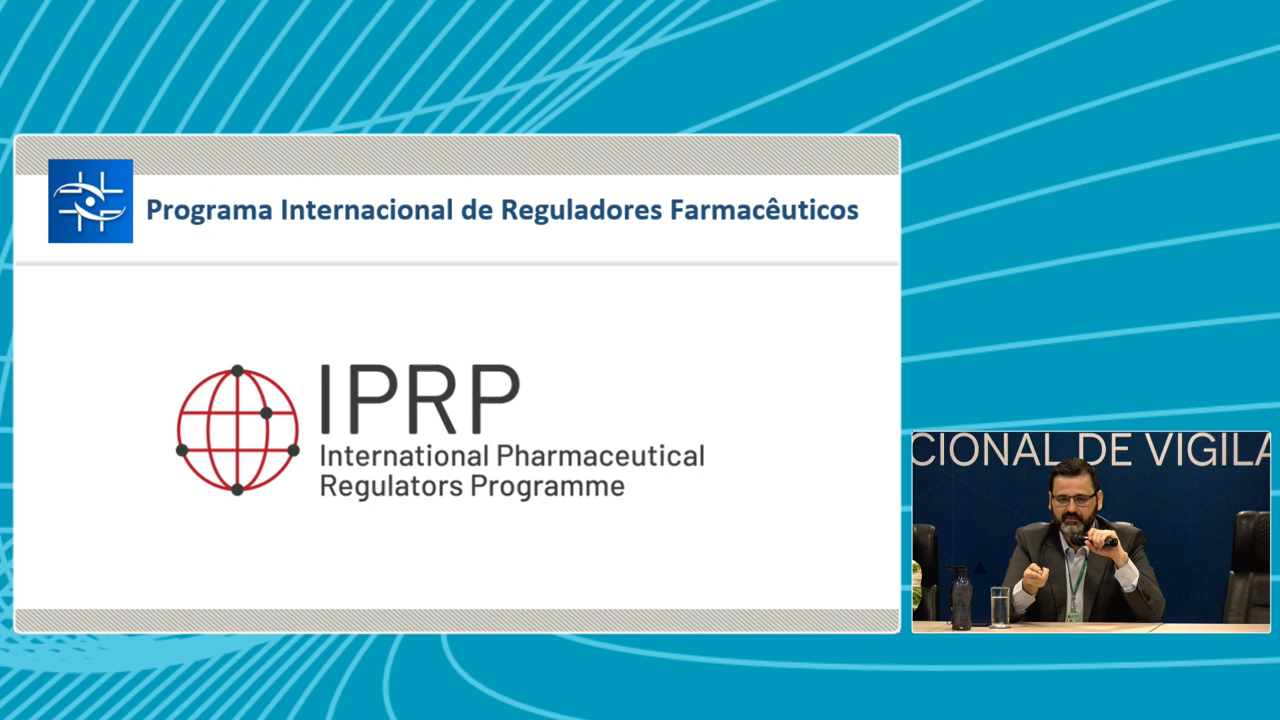 Programa Internacional de Reguladores Farmacêuticos
IPRP
International Pharmaceutical
Regulators Programme
CIONAL DE VIGILA